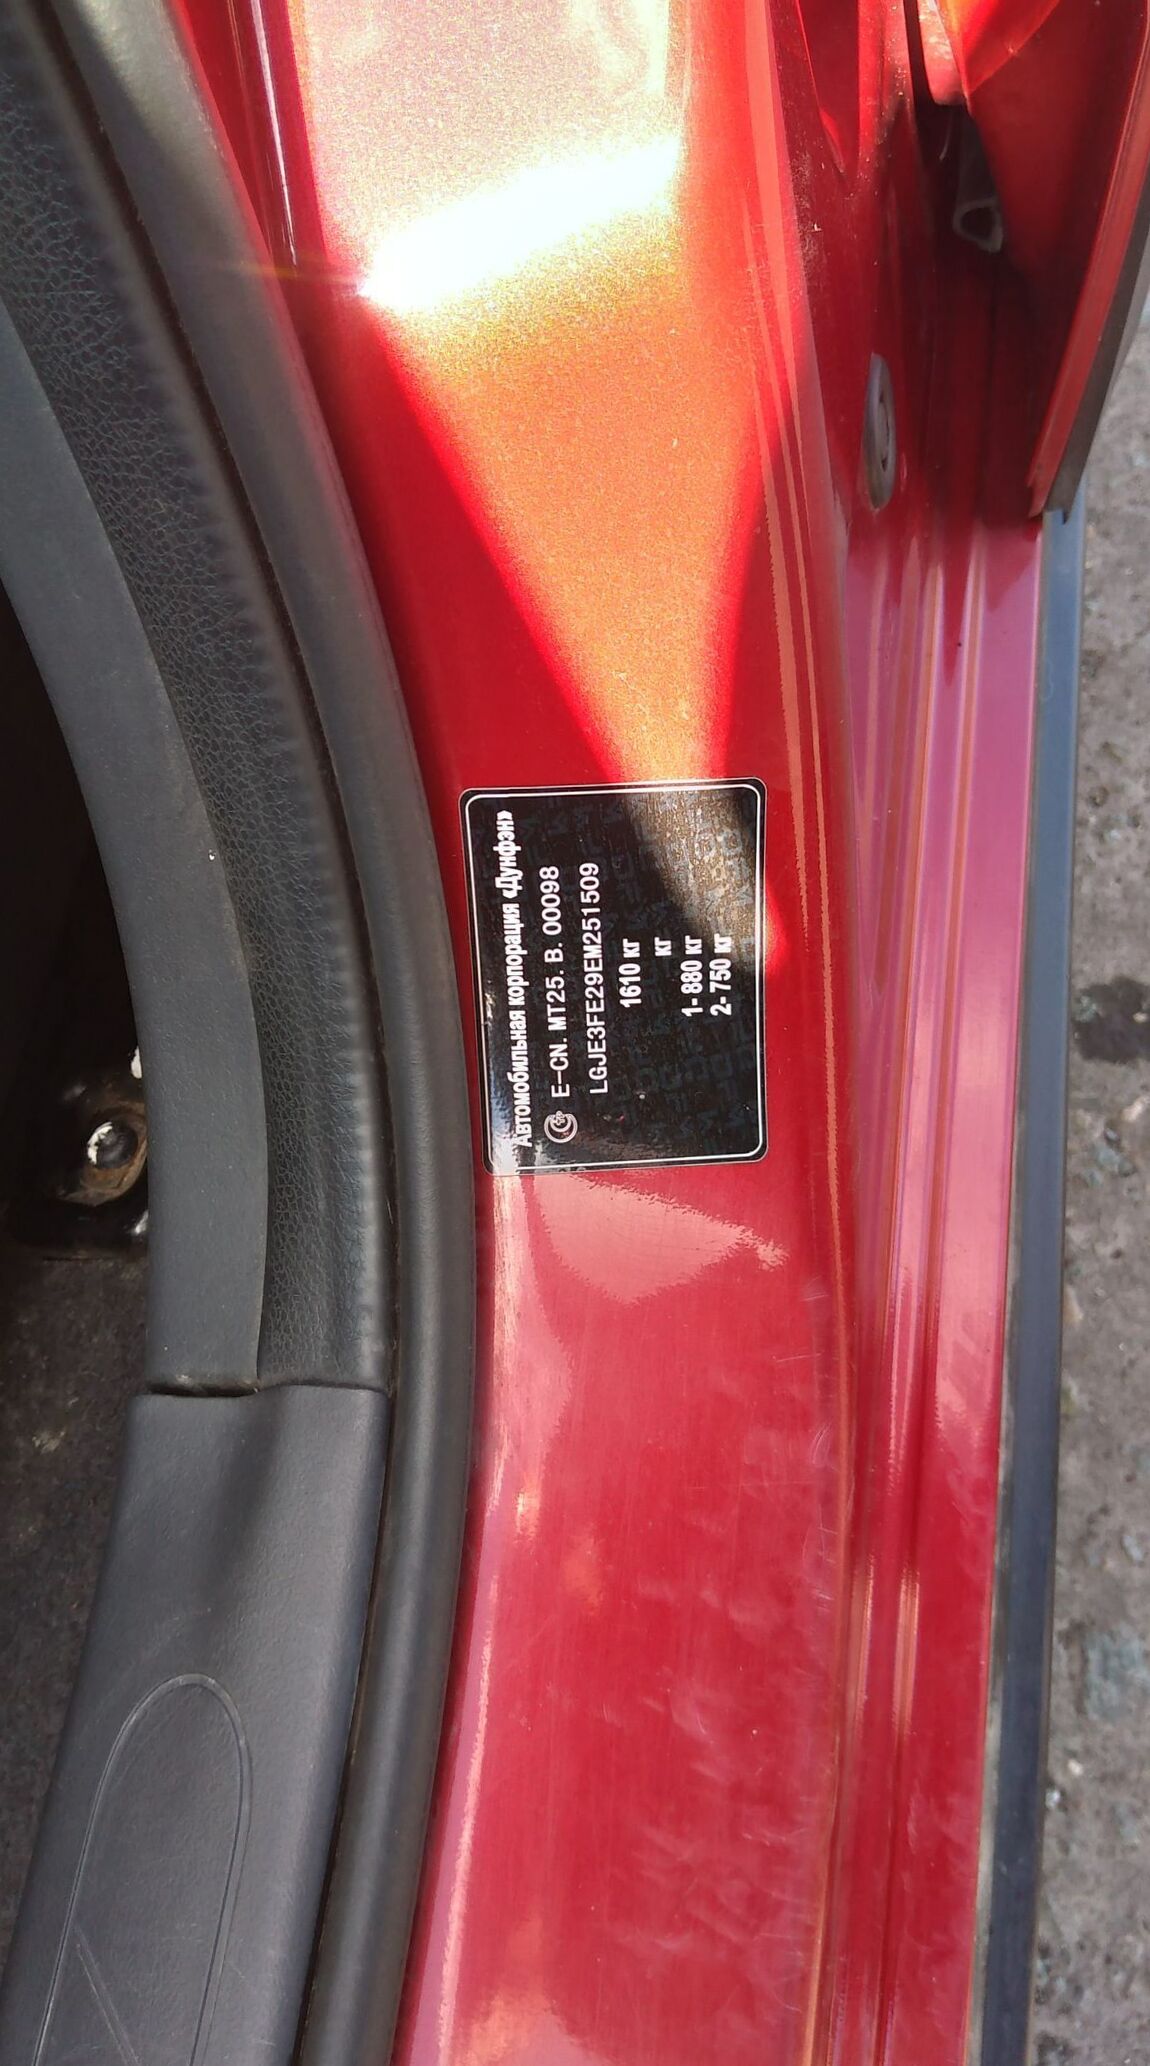 Автомобильная корпорация «Дунфэн»
E-CN. MT25. B. 00098
LGJE3FE29EM251509
1610 кг
кг
1- 880 кг
2- 750 кг